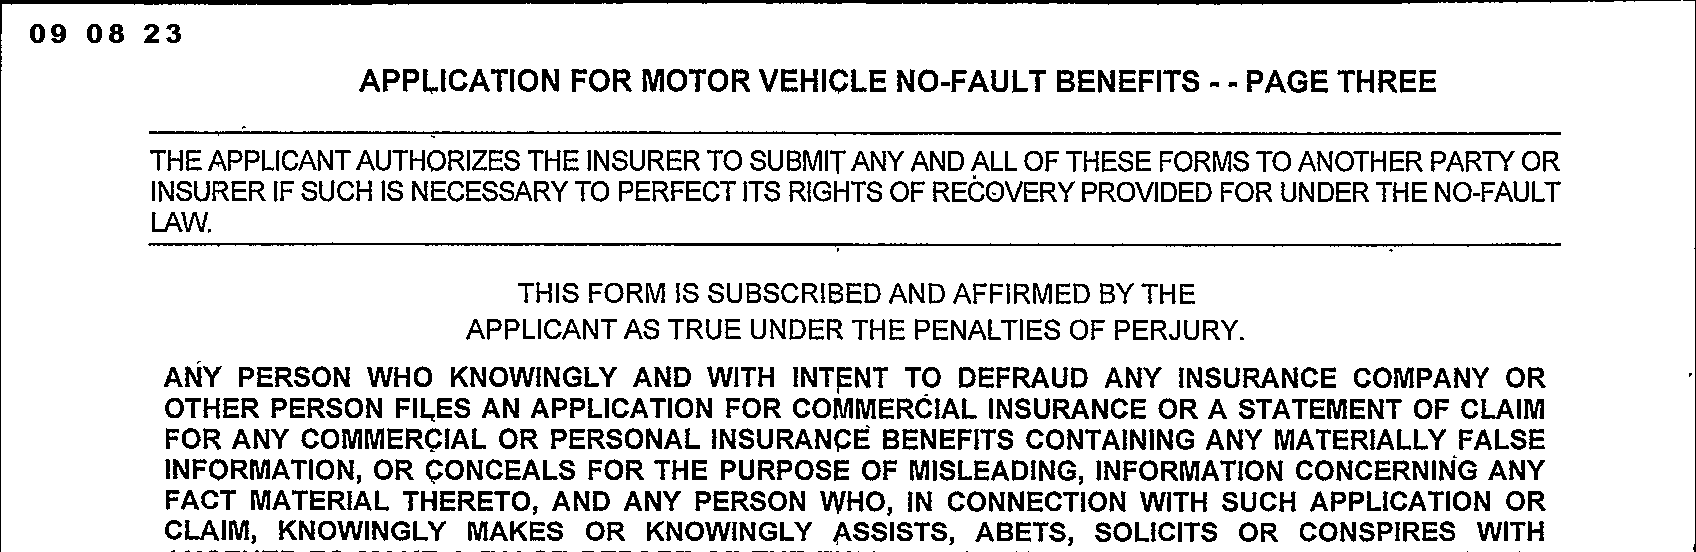 09 08 23
APPLICATION FOR MOTOR VEHICLE NO-FAULT BENEFITS - - PAGE THREE
THE APPLICANT AUTHORIZES THE INSURER TO SUBMIT ANY AND ALL OF THESE FORMS TO ANOTHER PARTY OR
INSURER IF SUCH IS NECESSARY TO PERFECT ITS RIGHTS OF RECOVERY PROVIDED FOR UNDER THE NO-FAULT
LAW.
THIS FORM IS SUBSCRIBED AND AFFIRMED BY THE
APPLICANT AS TRUE UNDER THE PENALTIES OF PERJURY.
ANY PERSON WHO KNOWINGLY AND WITH INTENT TO DEFRAUD ANY INSURANCE COMPANY OR
OTHER PERSON FILES AN APPLICATION FOR COMMERCIAL INSURANCE OR A STATEMENT OF CLAIM
FOR ANY COMMERCIAL OR PERSONAL INSURANCE BENEFITS CONTAINING ANY MATERIALLY FALSE
INFORMATION, OR CONCEALS FOR THE PURPOSE OF MISLEADING, INFORMATION CONCERNING ANY
FACT MATERIAL THERETO, AND ANY PERSON WHO, IN CONNECTION WITH SUCH APPLICATION OR
CLAIM, KNOWINGLY MAKES OR KNOWINGLY ASSISTS, ABETS, SOLICITS OR CONSPIRES WITH